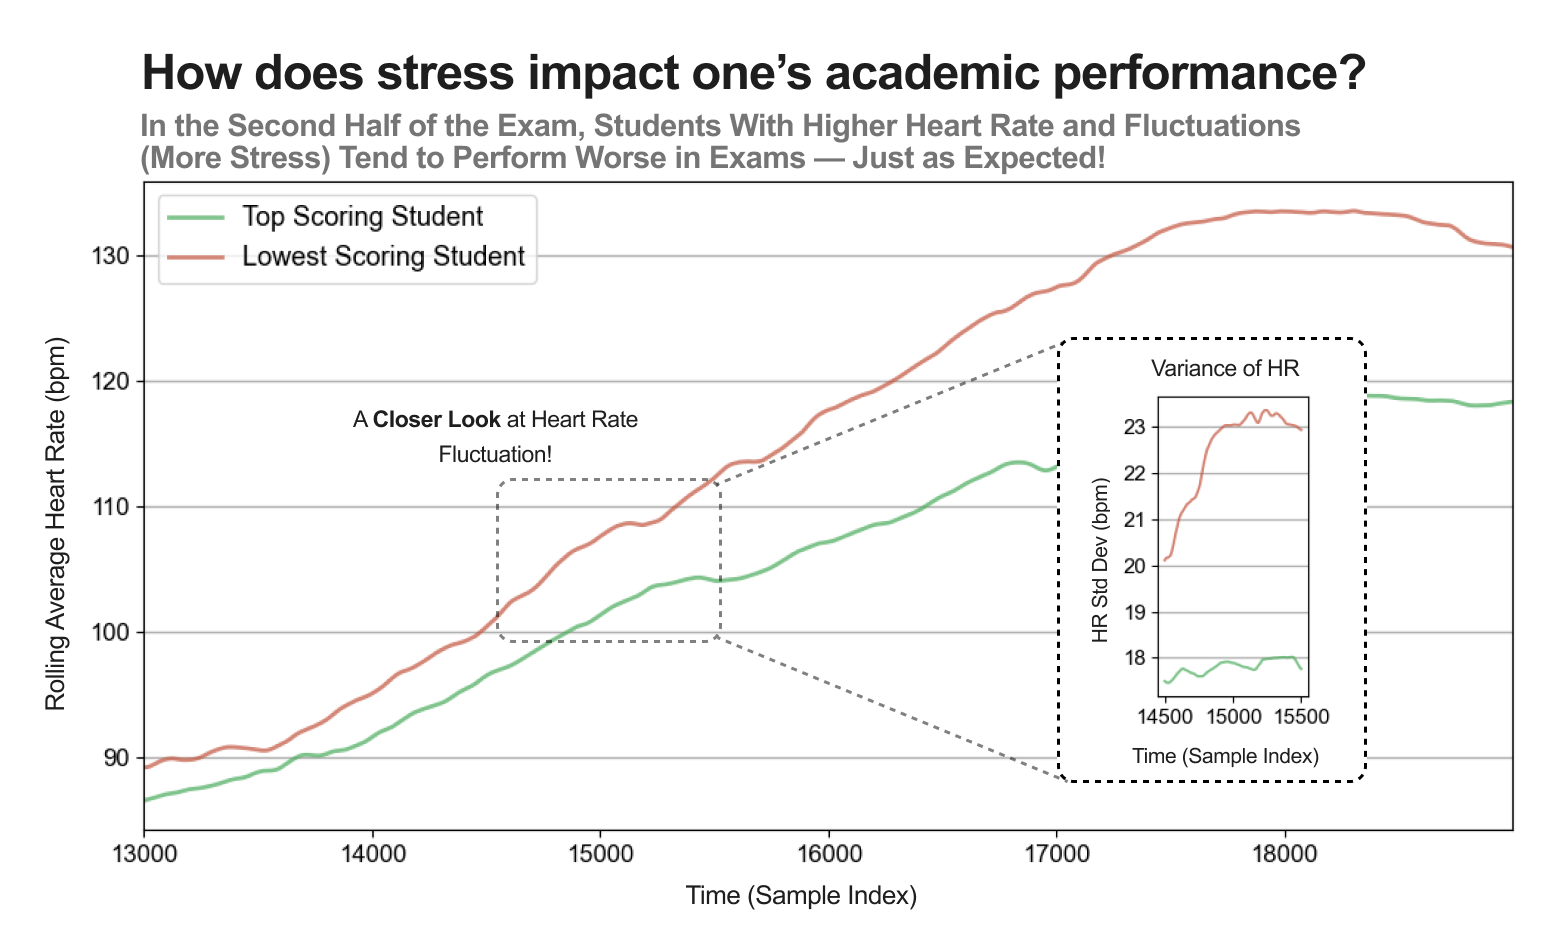 How does stress impact one’s academic performance?
In the Second Half of the Exam, Students With Higher Heart Rate and Fluctuations
(More Stress) Tend to Perform Worse in Exams — Just as Expected!
Top Scoring Student
Lowest Scoring Student
130
120
110
100
90
Rolling Average Heart Rate (bpm)
A Closer Look at Heart Rate
Fluctuation!
Variance of HR
23
22
21
20
19
18
HR Std Dev (bpm)
14500 15000 15500
Time (Sample Index)
13000 14000 15000 16000 17000 18000
Time (Sample Index)